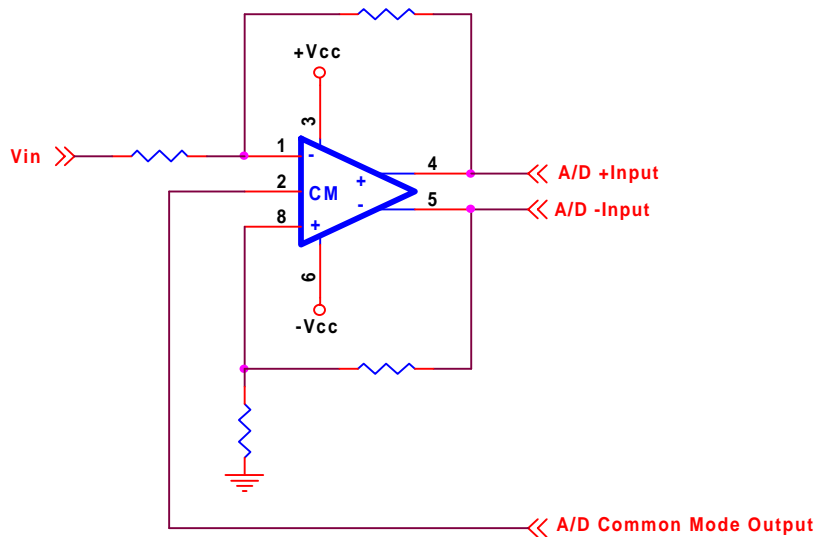 +Vcc
3
Vin
1
-
4
A/D +Input
2
CM
+
-
5
A/D -Input
8
+
6
-Vcc
A/D Common Mode Output